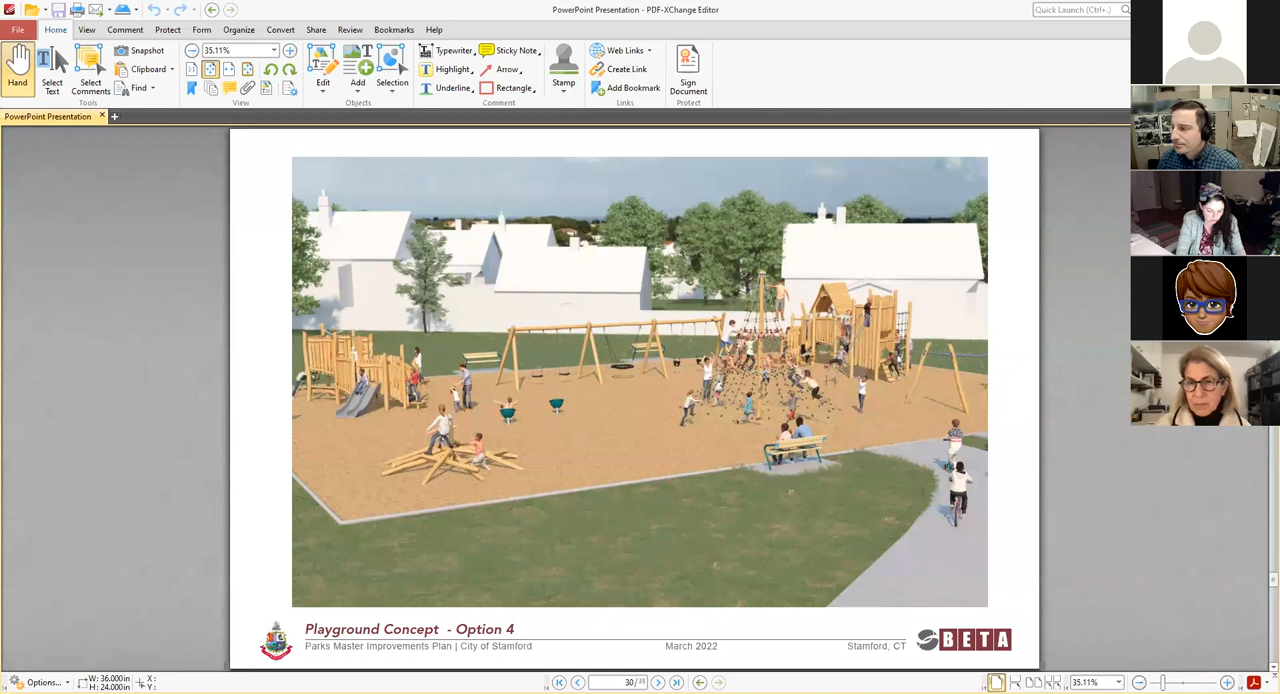 PowerPoint Presentation - PDF-XChange Editor
Quick Launch (Ctrl+.)
File Home View Comment Protect Form Organize Convert Share Review Bookmarks Help
Hand
Select Text
Select Comments
Snapshot
Clipboard
Find
Tools
35.11%
View
Edit
Add
Selection
Objects
Typewriter
Highlight
Underline
Sticky Note
Arrow
Rectangle
Comment
Stamp
Web Links
Create Link
Add Bookmark
Links
Sign Document
Protect
PowerPoint Presentation
Playground Concept - Option 4
Parks Master Improvements Plan | City of Stamford
March 2022
Stamford, CT
BETA
Options...
W: 36.000in
H: 24.000in
X:
Y:
35.11%